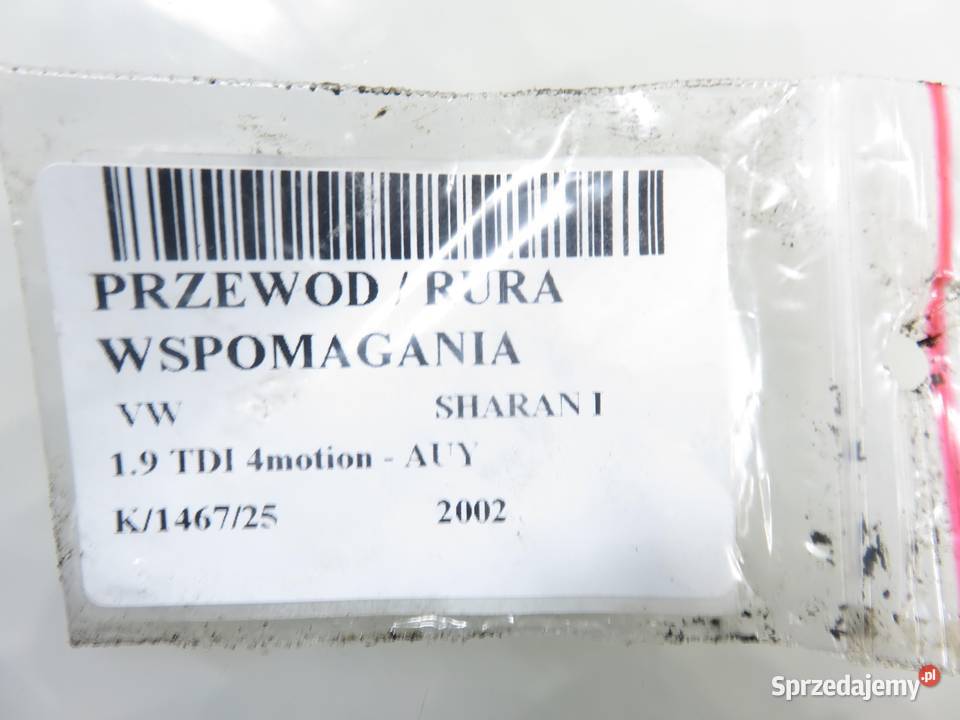 PRZEWOD / RURA
WSPOMAGANIA
VW SHARAN I
1.9 TDI 4motion - AUY
K/1467/25 2002
Sprzedajemy.pl